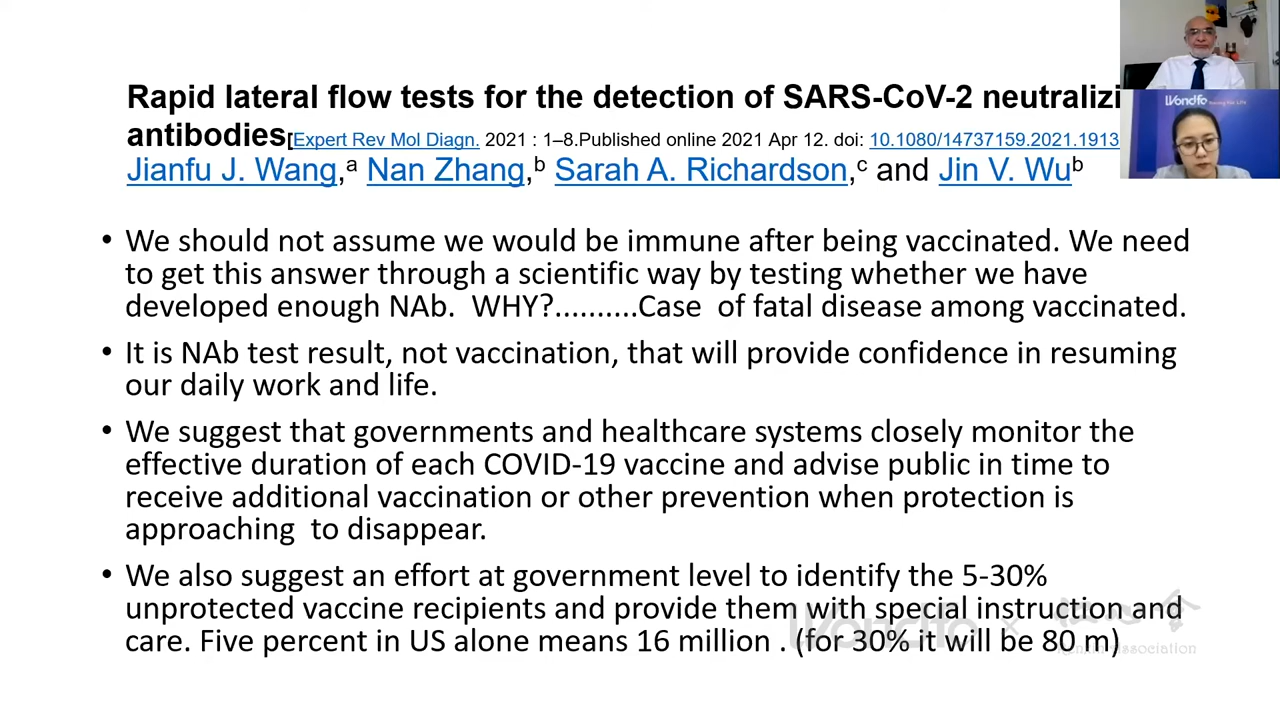 Rapid lateral flow tests for the detection of SARS-CoV-2 neutralizi
antibodies[Expert Rev Mol Diagn. 2021 : 1–8.Published online 2021 Apr 12. doi: 10.1080/14737159.2021.1913
Jianfu J. Wang,a Nan Zhang,b Sarah A. Richardson,c and Jin V. Wub
• We should not assume we would be immune after being vaccinated. We need
to get this answer through a scientific way by testing whether we have
developed enough NAb.  WHY?..........Case  of fatal disease among vaccinated.
• It is NAb test result, not vaccination, that will provide confidence in resuming
our daily work and life.
• We suggest that governments and healthcare systems closely monitor the
effective duration of each COVID-19 vaccine and advise public in time to
receive additional vaccination or other prevention when protection is
approaching  to disappear.
• We also suggest an effort at government level to identify the 5-30%
unprotected vaccine recipients and provide them with special instruction and
care. Five percent in US alone means 16 million . (for 30% it will be 80 m)
Wondfo
Wondfo ×
Association